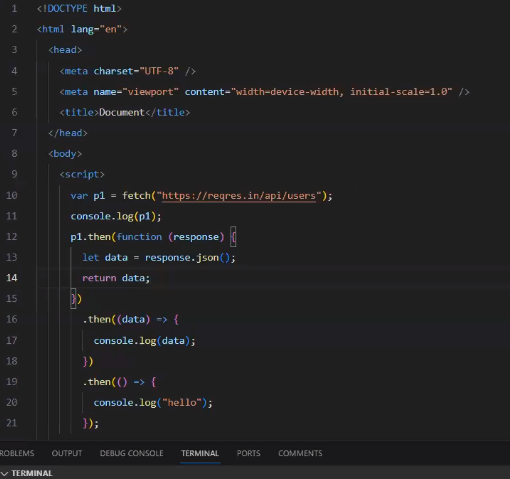 1 <!DOCTYPE html>
2 <html lang="en">
3 <head>
4 <meta charset="UTF-8" />
5 <meta name="viewport" content="width=device-width, initial-scale=1.0" />
6 <title>Document</title>
7 </head>
8 <body>
9 <script>
10 var p1 = fetch("https://reqres.in/api/users");
11 console.log(p1);
12 p1.then(function (response) {
13 let data = response.json();
14 return data;
15 })
16 .then((data) => {
17 console.log(data);
18 })
19 .then(() => {
20 console.log("hello");
21 });
ROBLEMS OUTPUT DEBUG CONSOLE TERMINAL PORTS COMMENTS
TERMINAL